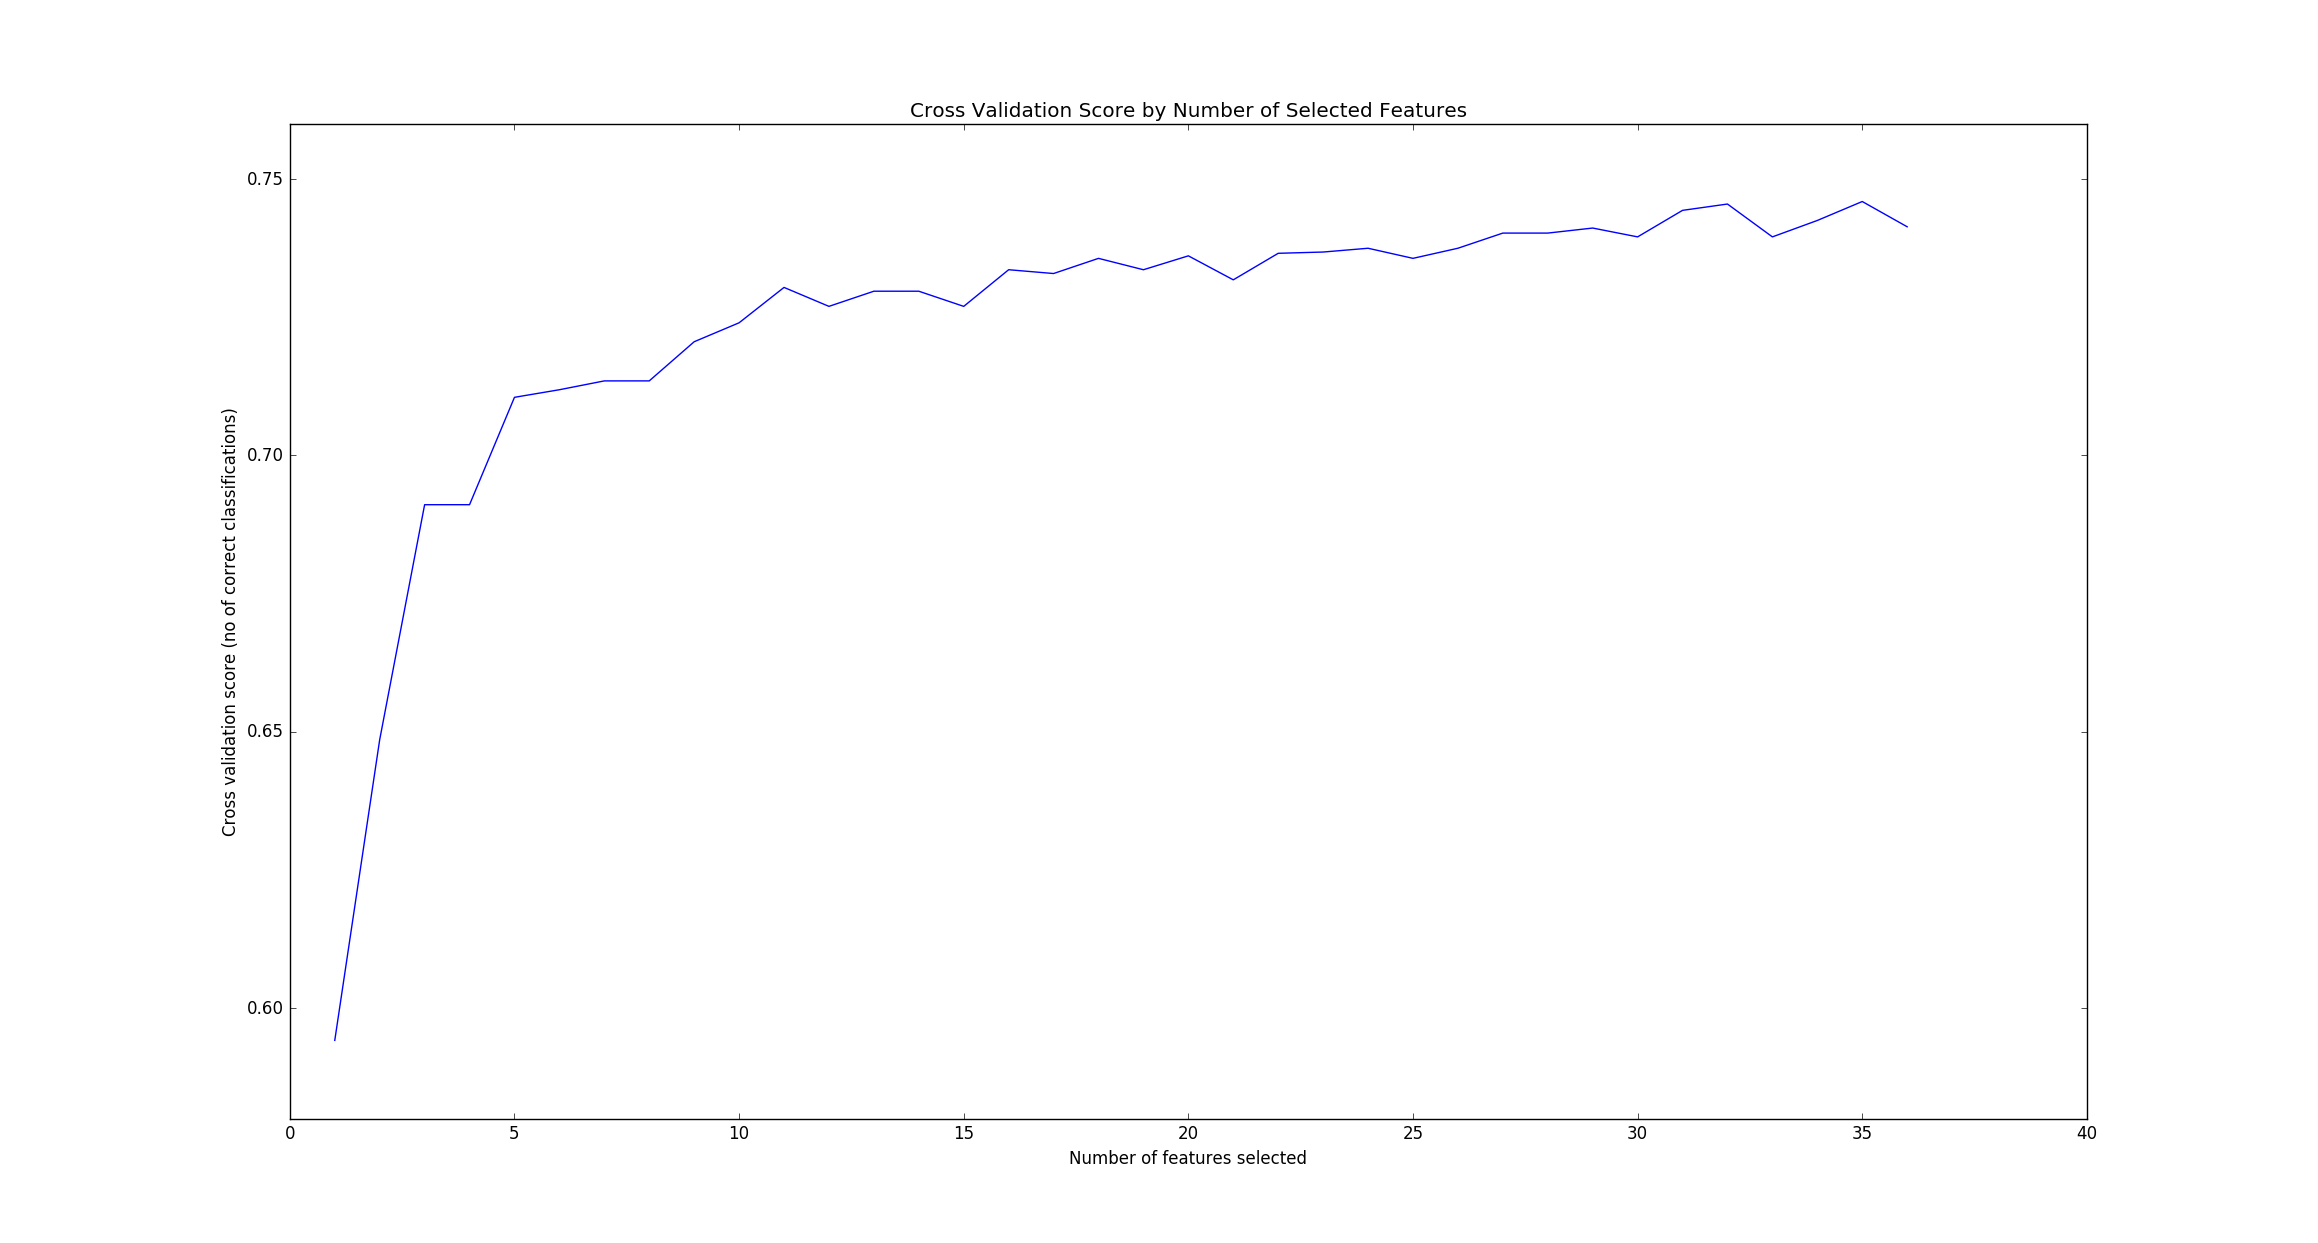 Cross Validation Score by Number of Selected Features
0.75
0.70
0.65
0.60
Cross validation score (no of correct classifications)
0 5 10 15 20 25 30 35 40
Number of features selected